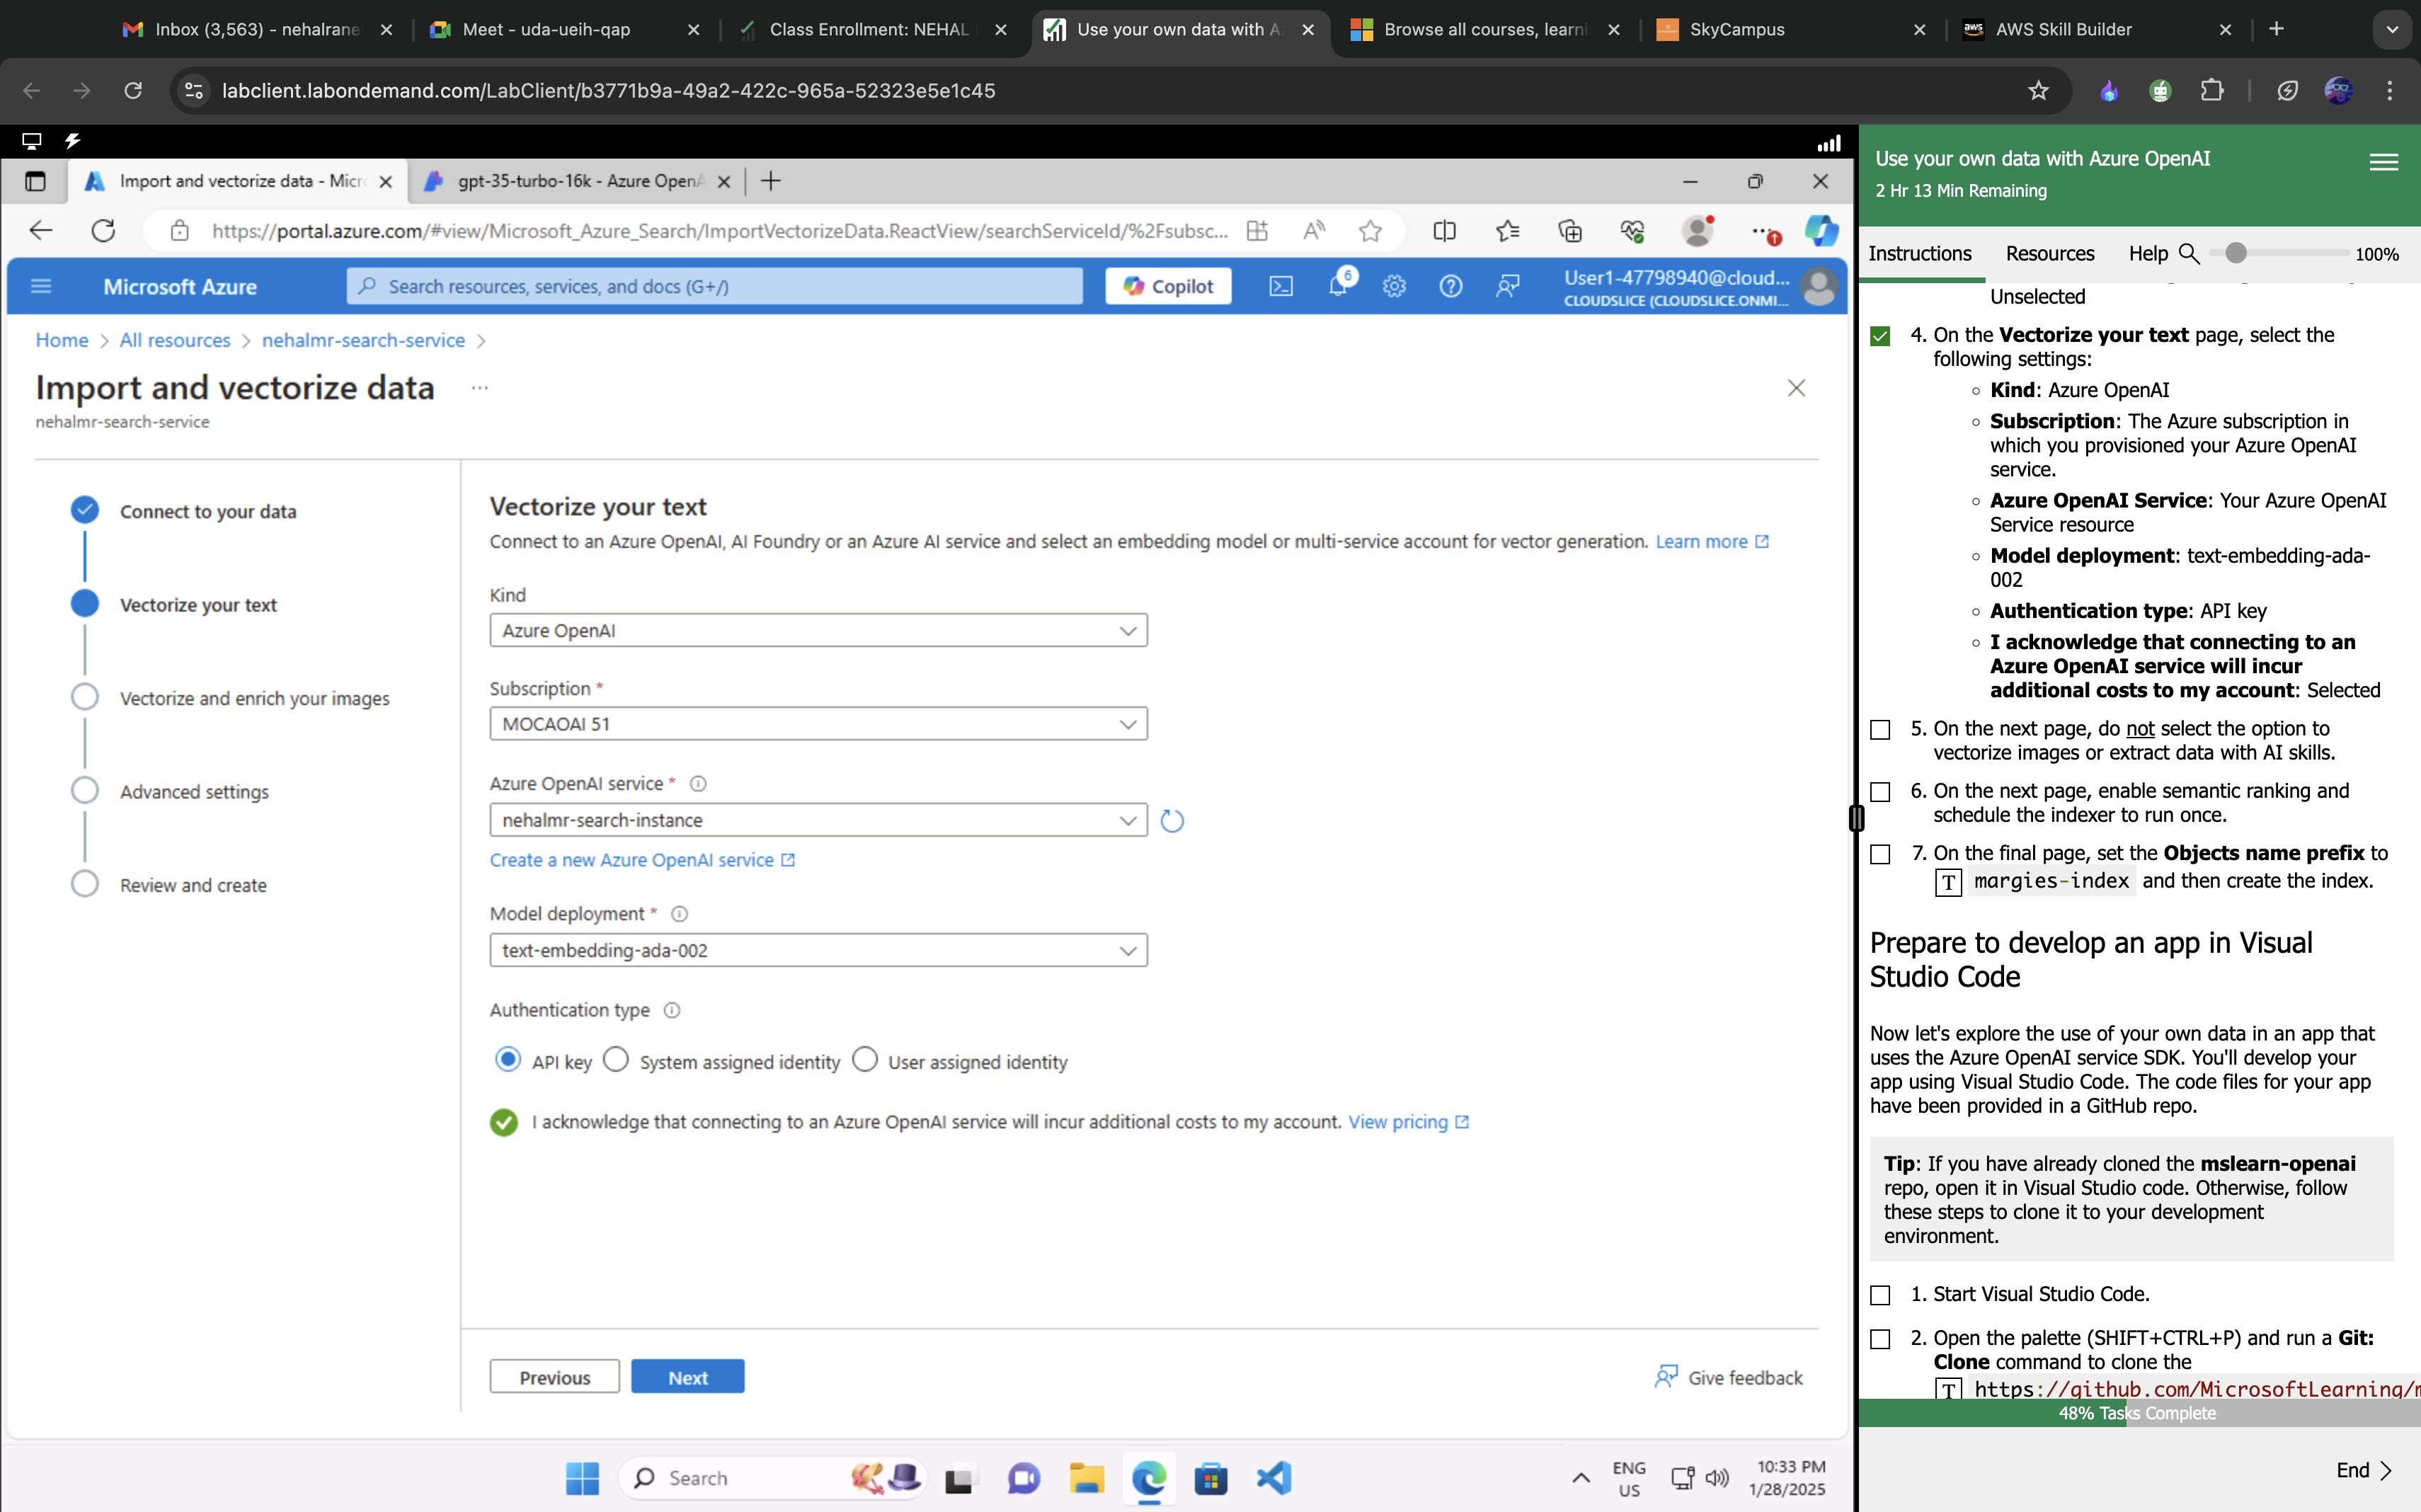 Inbox (3,563) - nehalrane
Meet - uda-ueih-qap
Class Enrollment: NEHAL
Use your own data with A
Browse all courses, learni
SkyCampus
aws
AWS Skill Builder
labclient.labondemand.com/LabClient/b3771b9a-49a2-422c-965a-52323e5e1c45
Import and vectorize data - Micr
gpt-35-turbo-16k - Azure OpenA
https://portal.azure.com/#view/Microsoft_Azure_Search/ImportVectorizeData.ReactView/searchServiceId/%2Fsubsc...
Microsoft Azure
Search resources, services, and docs (G+/)
Copilot
6
User1-47798940@cloud...
CLOUDSLICE (CLOUDSLICE.ONMI...
Home > All resources > nehalmr-search-service >
Import and vectorize data ...
nehalmr-search-service
Connect to your data
Vectorize your text
Vectorize and enrich your images
Advanced settings
Review and create
Vectorize your text
Connect to an Azure OpenAI, AI Foundry or an Azure AI service and select an embedding model or multi-service account for vector generation. Learn more
Kind
Azure OpenAI
Subscription *
MOCAOAI 51
Azure OpenAI service *
nehalmr-search-instance
Create a new Azure OpenAI service
Model deployment *
text-embedding-ada-002
Authentication type
API key System assigned identity User assigned identity
I acknowledge that connecting to an Azure OpenAI service will incur additional costs to my account. View pricing
Previous
Next
Give feedback
Search
ENG
US
10:33 PM
1/28/2025
Use your own data with Azure OpenAI
2 Hr 13 Min Remaining
Instructions Resources Help 100%
Unselected
4. On the Vectorize your text page, select the
following settings:
Kind: Azure OpenAI
Subscription: The Azure subscription in
which you provisioned your Azure OpenAI
service.
Azure OpenAI Service: Your Azure OpenAI
Service resource
Model deployment: text-embedding-ada-
002
Authentication type: API key
I acknowledge that connecting to an
Azure OpenAI service will incur
additional costs to my account: Selected
5. On the next page, do not select the option to
vectorize images or extract data with AI skills.
6. On the next page, enable semantic ranking and
schedule the indexer to run once.
7. On the final page, set the Objects name prefix to
T margies-index and then create the index.
Prepare to develop an app in Visual
Studio Code
Now let's explore the use of your own data in an app that
uses the Azure OpenAI service SDK. You'll develop your
app using Visual Studio Code. The code files for your app
have been provided in a GitHub repo.
Tip: If you have already cloned the mslearn-openai
repo, open it in Visual Studio code. Otherwise, follow
these steps to clone it to your development
environment.
1. Start Visual Studio Code.
2. Open the palette (SHIFT+CTRL+P) and run a Git:
Clone command to clone the
T https://github.com/MicrosoftLearning/m
48% Tasks Complete
End